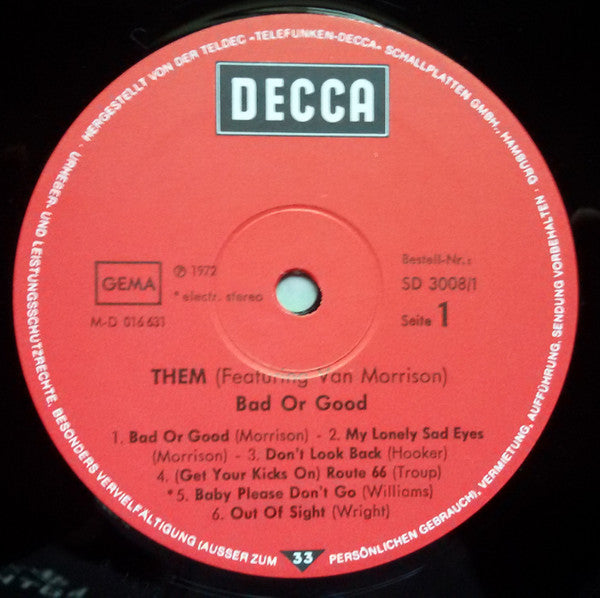 HERGESTELLT VON DER TELDEC »TELEFUNKEN-DECCA« SCHALLPLATTEN GMBH., HAMBURG · URHEBER- UND LEISTUNGSSCHUTZRECHTE, BESONDERS VERVIELFÄLTIGUNG (AUSSER ZUM PERSÖNLICHEN GEBRAUCH), VERMIETUNG, AUFFÜHRUNG, SENDUNG VORBEHALTEN ·
DECCA
GEMA
℗ 1972
* electr. stereo
M-D 016 631
Bestell-Nr.:
SD 3008/1
Seite 1
THEM (Featuring Van Morrison)
Bad Or Good
1. Bad Or Good (Morrison) - 2. My Lonely Sad Eyes
(Morrison) - 3. Don't Look Back (Hooker)
4. (Get Your Kicks On) Route 66 (Troup)
*5. Baby Please Don't Go (Williams)
6. Out Of Sight (Wright)
33